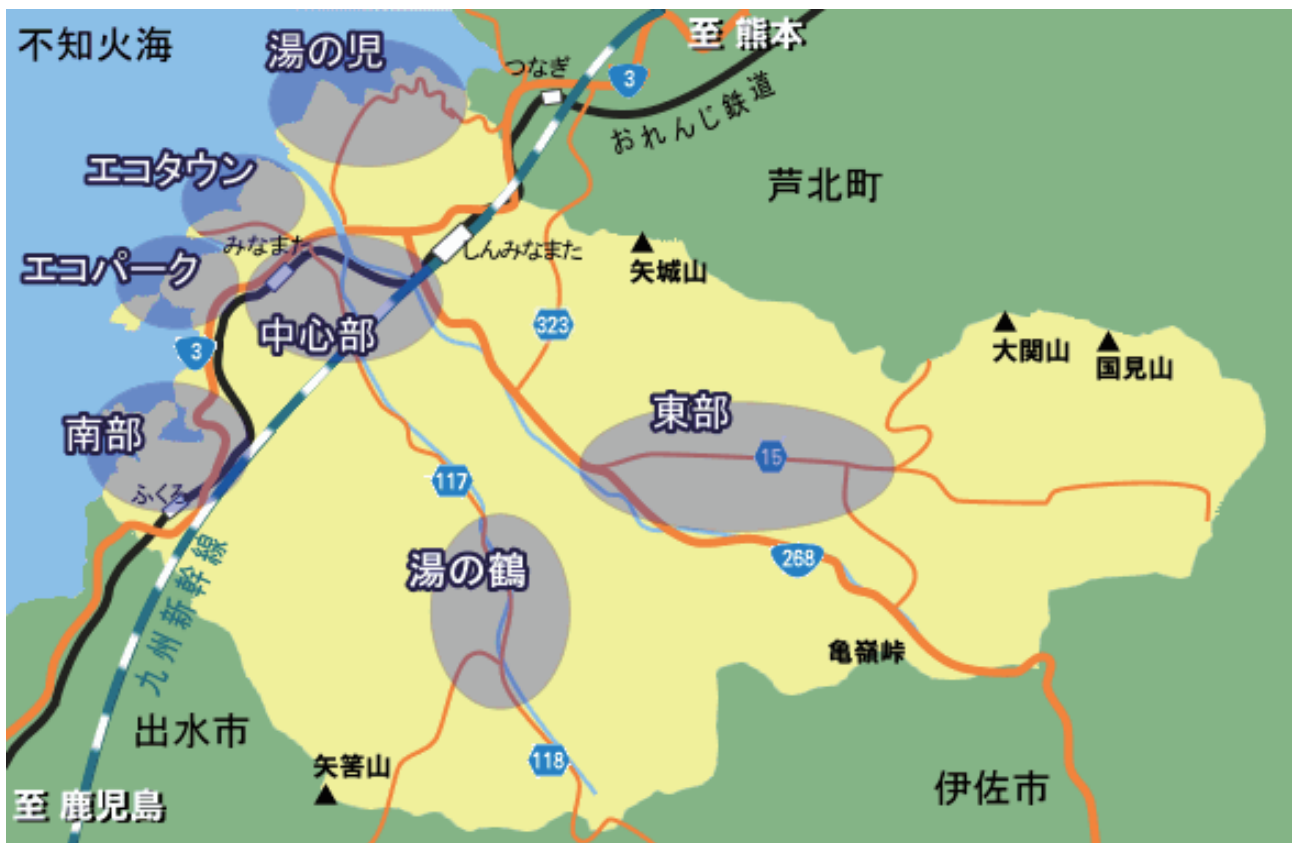 不知火海
湯の児
至 熊本
つなぎ
3
おれんじ鉄道
エコタウン
芦北町
みなまた
しんみなまた
エコパーク
矢城山
中心部
323
大関山
国見山
3
南部
東部
15
117
ふくろ
九州新幹線
湯の鶴
268
亀嶺峠
出水市
矢筈山
118
伊佐市
至 鹿児島